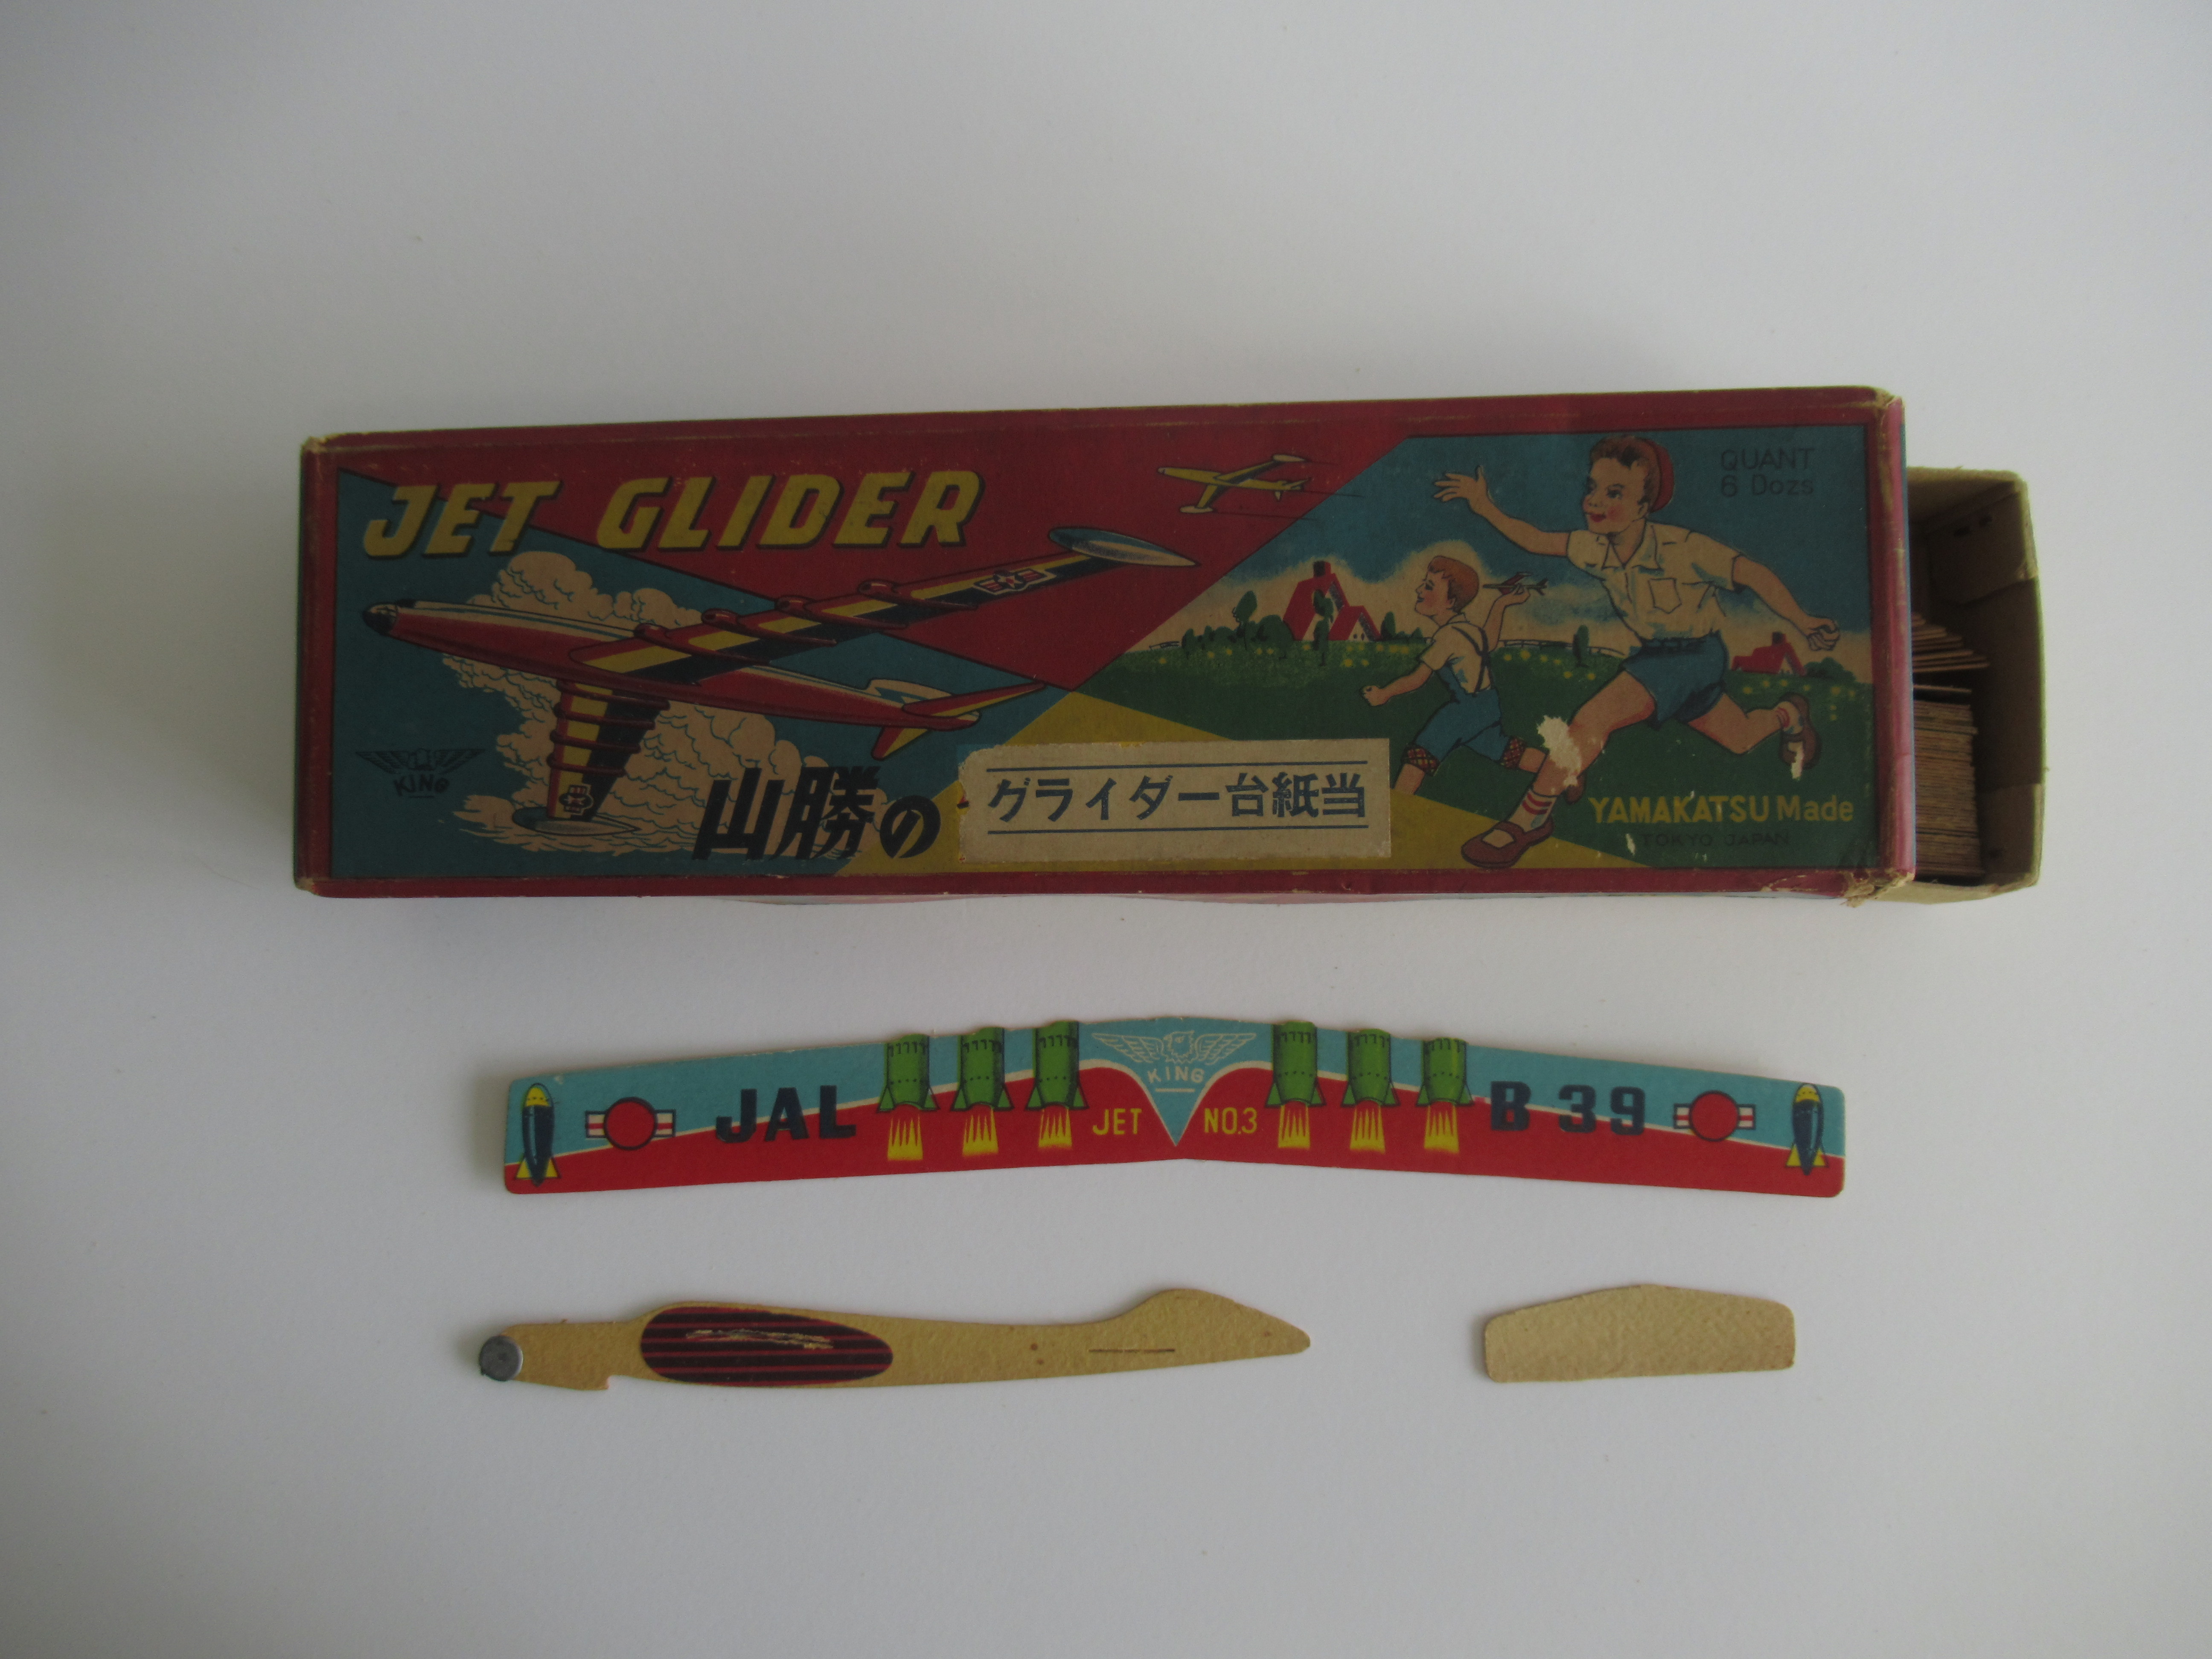 JET GLIDER
QUANT
6 Dozs
KING
山勝の
グライダー台紙当
YAMAKATSU Made
TOKYO JAPAN
KING
JAL
JET NO.3
B 39